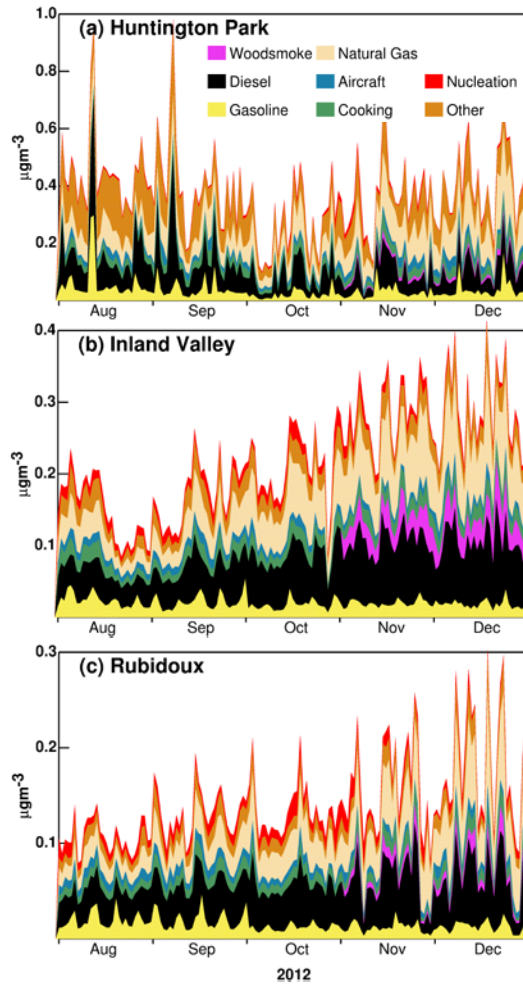 1.0
(a) Huntington Park
Woodsmoke Natural Gas
Diesel Aircraft Nucleation
Gasoline Cooking Other
0.8
0.6
0.4
0.2
μgm-3
Aug Sep Oct Nov Dec
0.4
(b) Inland Valley
0.3
0.2
0.1
μgm-3
Aug Sep Oct Nov Dec
0.3
(c) Rubidoux
0.2
0.1
μgm-3
Aug Sep Oct Nov Dec
2012